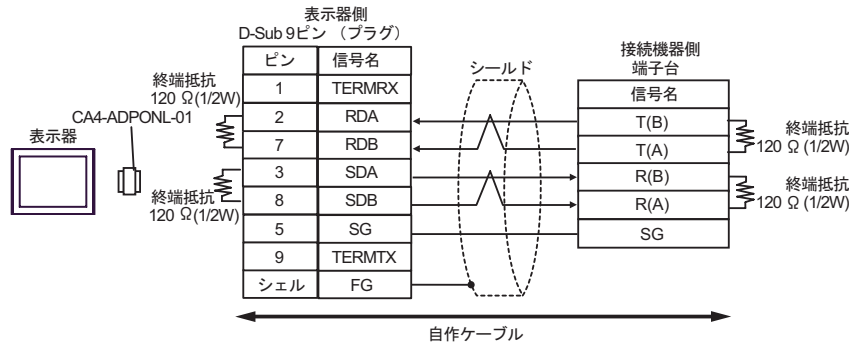 表示器側
D-Sub 9ピン （プラグ）
ピン 信号名
1 TERMRX
2 RDA
7 RDB
3 SDA
8 SDB
5 SG
9 TERMTX
シェル FG
終端抵抗
120 Ω(1/2W)
CA4-ADPONL-01
表示器
終端抵抗
120 Ω(1/2W)
シールド
接続機器側
端子台
信号名
T(B)
T(A)
R(B)
R(A)
SG
終端抵抗
120 Ω (1/2W)
終端抵抗
120 Ω (1/2W)
自作ケーブル